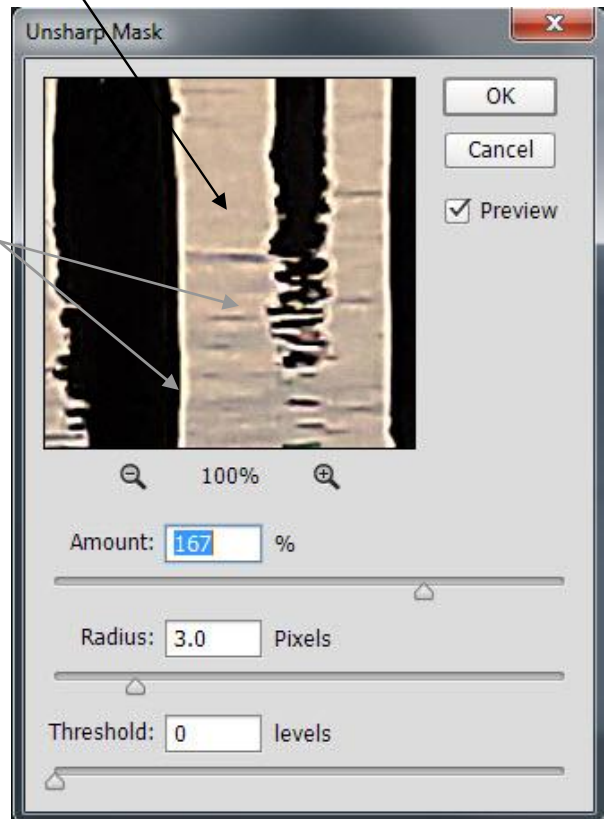 Unsharp Mask
OK
Cancel
Preview
100%
Amount: 167 %
Radius: 3.0 Pixels
Threshold: 0 levels